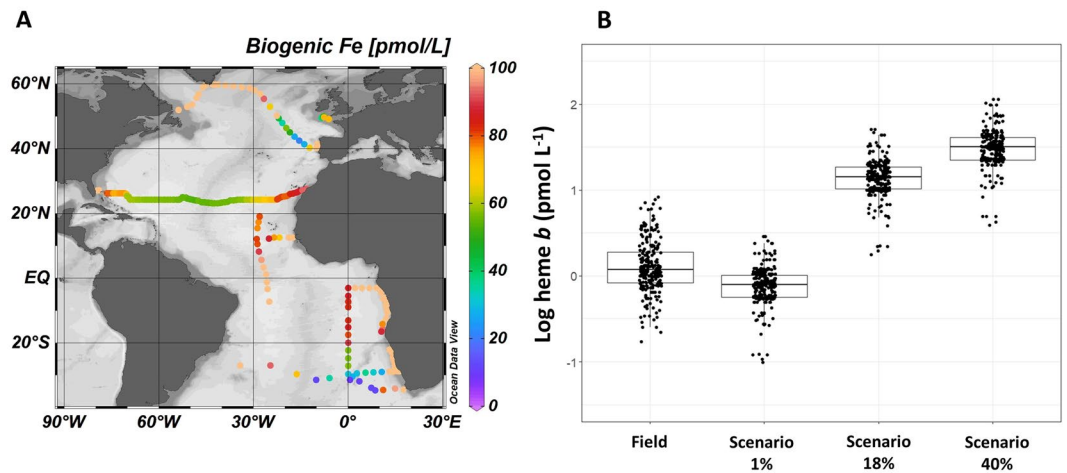 A
Biogenic Fe [pmol/L]
60°N
40°N
20°N
EQ
20°S
90°W
60°W
30°W
0°
30°E
100
80
60
40
20
0
Ocean Data View
B
Log heme b (pmol L-1)
2
1
0
-1
Field
Scenario
1%
Scenario
18%
Scenario
40%